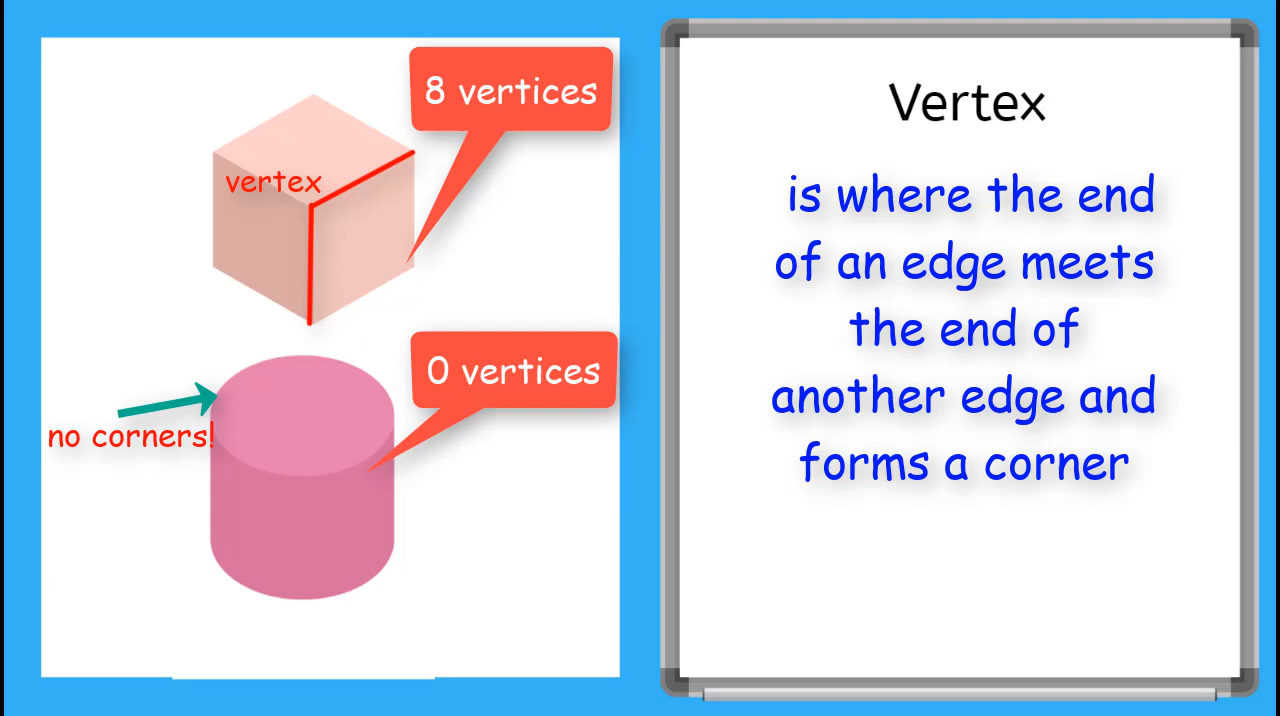 8 vertices
vertex
0 vertices
no corners!
Vertex
is where the end
of an edge meets
the end of
another edge and
forms a corner